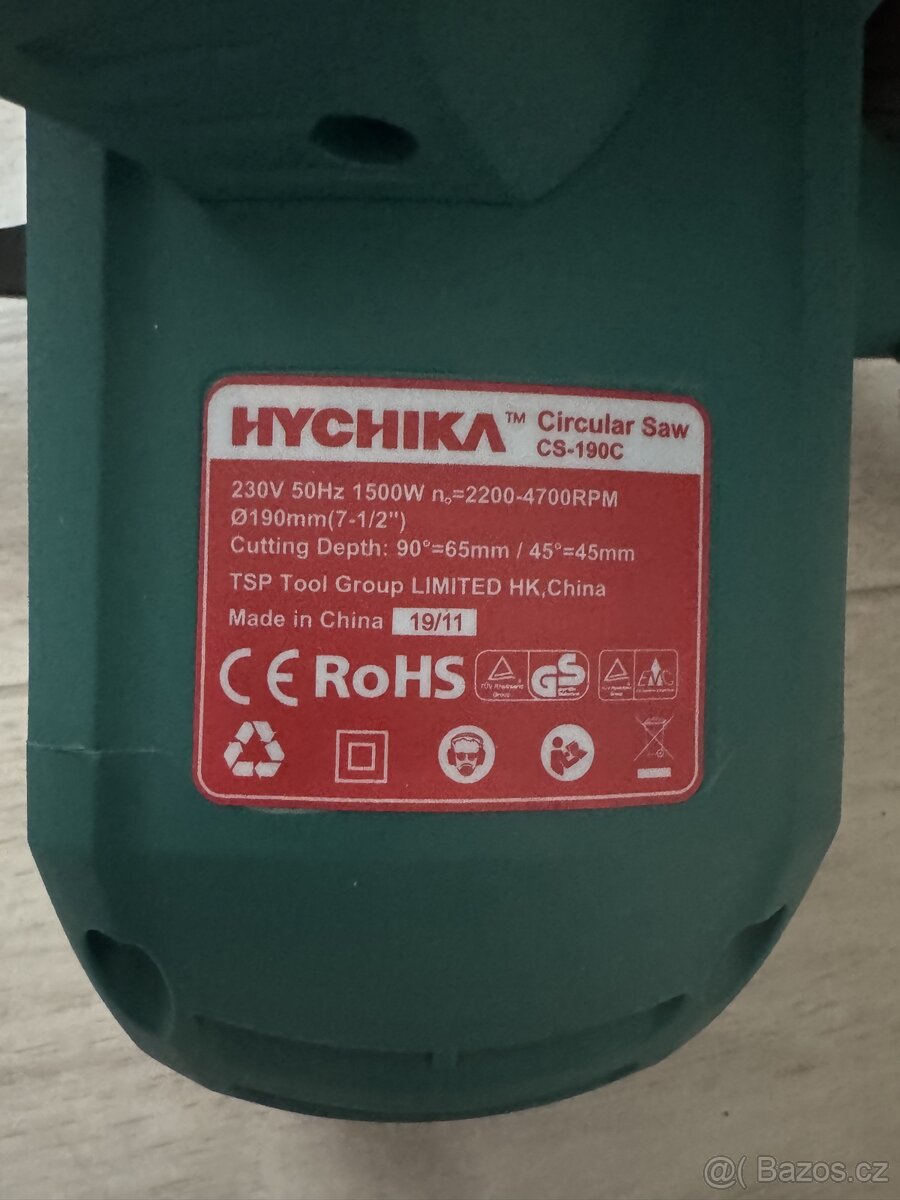 HYCHIKA™ Circular Saw
CS-190C
230V 50Hz 1500W n₀=2200-4700RPM
Ø190mm(7-1/2")
Cutting Depth: 90°=65mm / 45°=45mm
TSP Tool Group LIMITED HK,China
Made in China 19/11
CE RoHS GS EMC
@( Bazos.cz